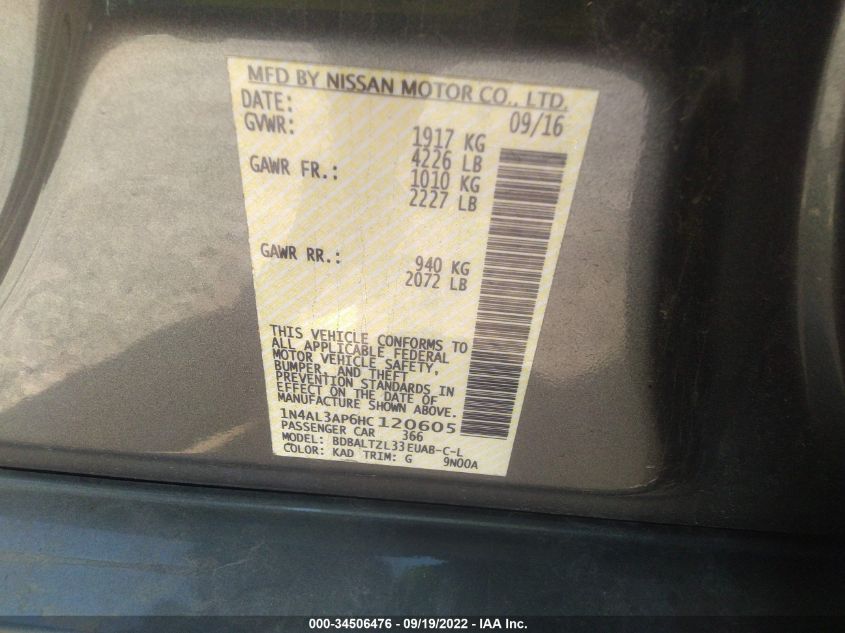 MFD BY NISSAN MOTOR CO., LTD.
DATE: 09/16
GVWR: 1917 KG
4226 LB
GAWR FR.: 1010 KG
2227 LB
GAWR RR.: 940 KG
2072 LB
THIS VEHICLE CONFORMS TO
ALL APPLICABLE FEDERAL
MOTOR VEHICLE SAFETY,
BUMPER, AND THEFT
PREVENTION STANDARDS IN
EFFECT ON THE DATE OF
MANUFACTURE SHOWN ABOVE.
1N4AL3AP6HC120605
PASSENGER CAR 366
MODEL: BDBALTZL33EUAB-C-L
COLOR: KAD TRIM: G 9N00A
000-34506476 - 09/19/2022 - IAA Inc.